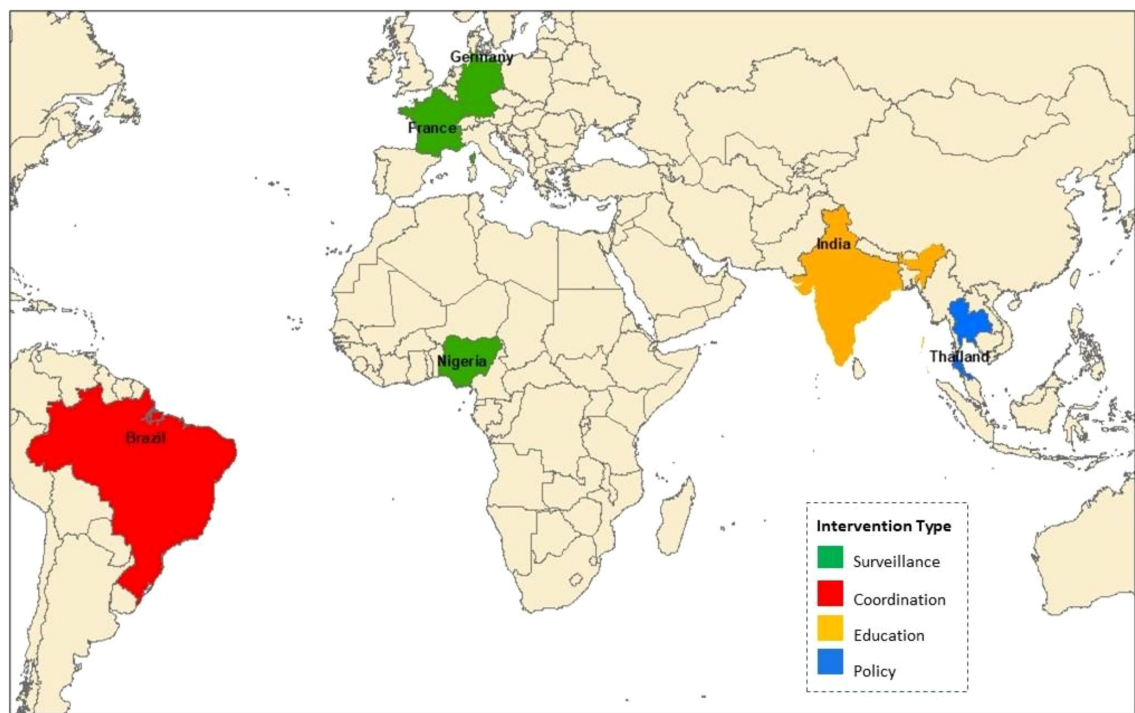 Germany
France
India
Thailand
Nigeria
Brazil
Intervention Type
Surveillance
Coordination
Education
Policy